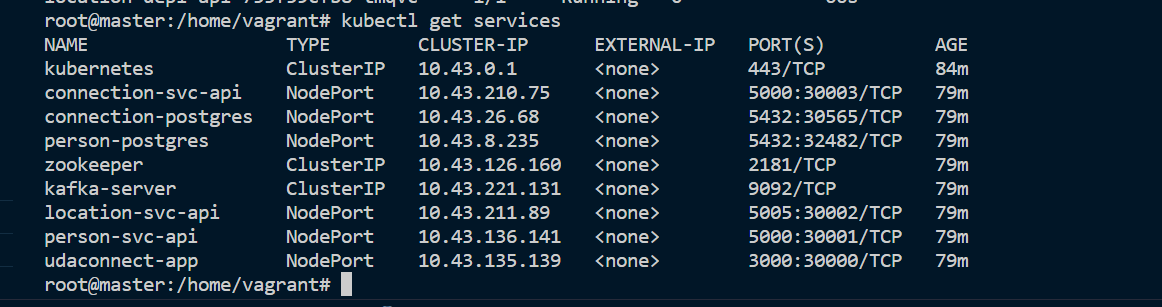 root@master:/home/vagrant# kubectl get services
NAME TYPE CLUSTER-IP EXTERNAL-IP PORT(S) AGE
kubernetes ClusterIP 10.43.0.1 <none> 443/TCP 84m
connection-svc-api NodePort 10.43.210.75 <none> 5000:30003/TCP 79m
connection-postgres NodePort 10.43.26.68 <none> 5432:30565/TCP 79m
person-postgres NodePort 10.43.8.235 <none> 5432:32482/TCP 79m
zookeeper ClusterIP 10.43.126.160 <none> 2181/TCP 79m
kafka-server ClusterIP 10.43.221.131 <none> 9092/TCP 79m
location-svc-api NodePort 10.43.211.89 <none> 5005:30002/TCP 79m
person-svc-api NodePort 10.43.136.141 <none> 5000:30001/TCP 79m
udaconnect-app NodePort 10.43.135.139 <none> 3000:30000/TCP 79m
root@master:/home/vagrant#